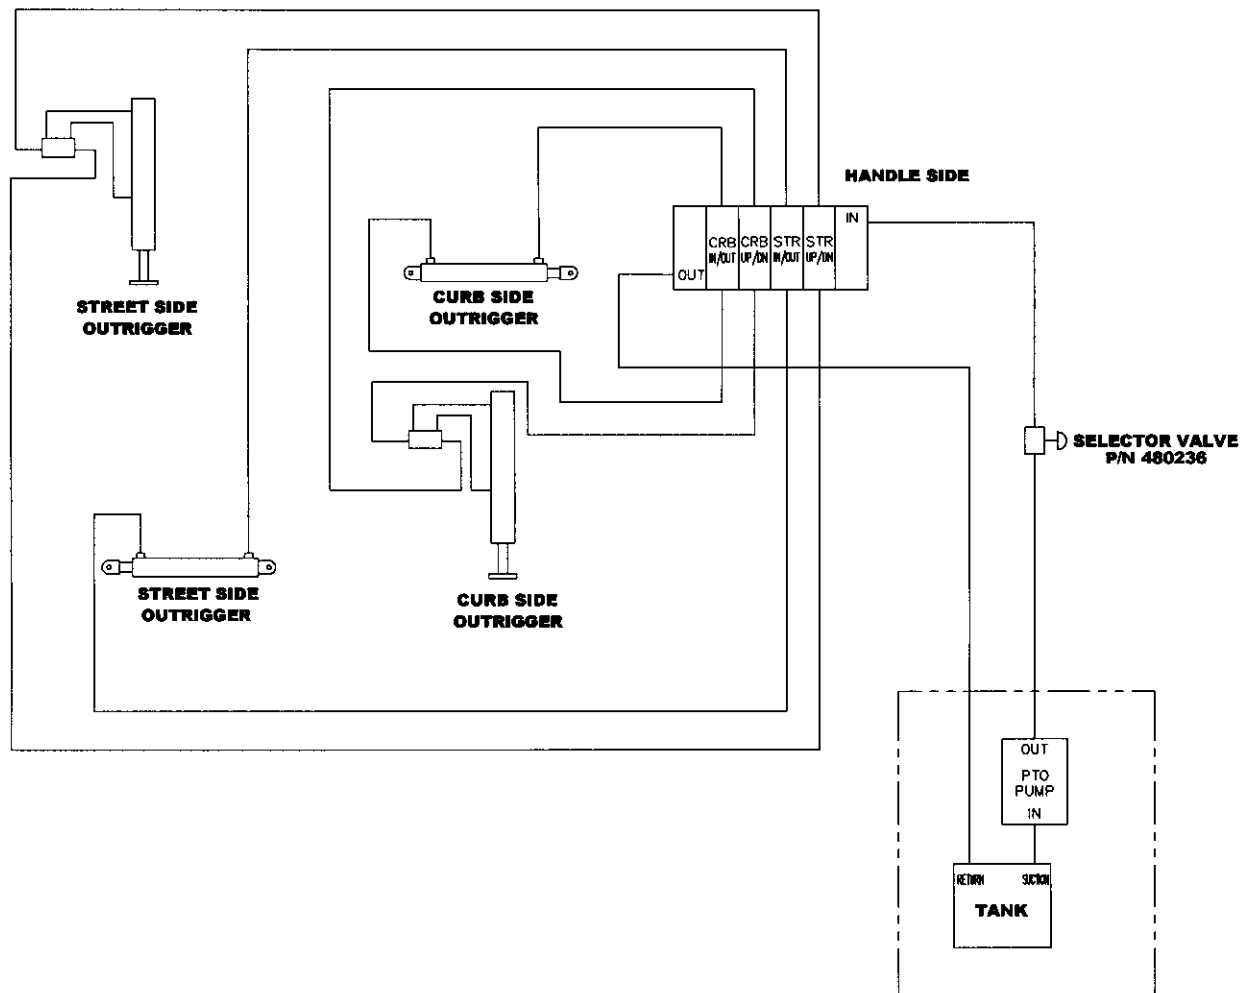 HANDLE SIDE
IN
CRB
IN/OUT
CRB
UP/DN
STR
IN/OUT
STR
UP/DN
OUT
STREET SIDE
OUTRIGGER
CURB SIDE
OUTRIGGER
SELECTOR VALVE
P/N 480236
STREET SIDE
OUTRIGGER
CURB SIDE
OUTRIGGER
OUT
PTO
PUMP
IN
RETURN
SUCTION
TANK